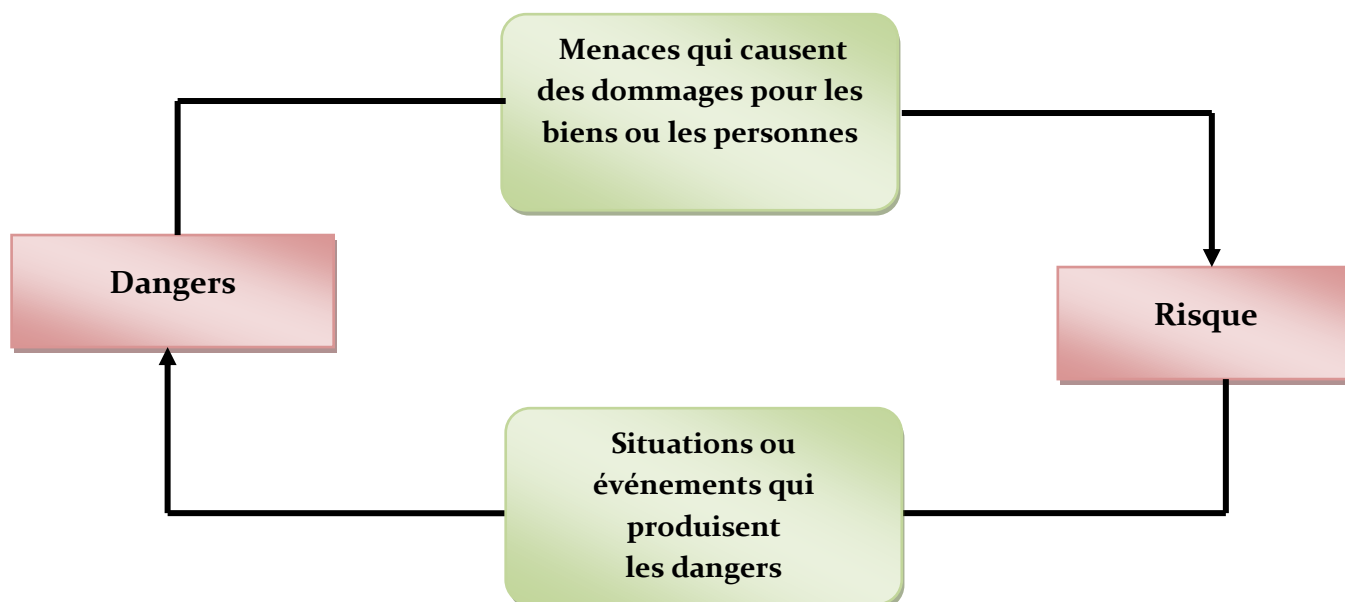 Menaces qui causent
des dommages pour les
biens ou les personnes
Dangers
Risque
Situations ou
événements qui
produisent
les dangers